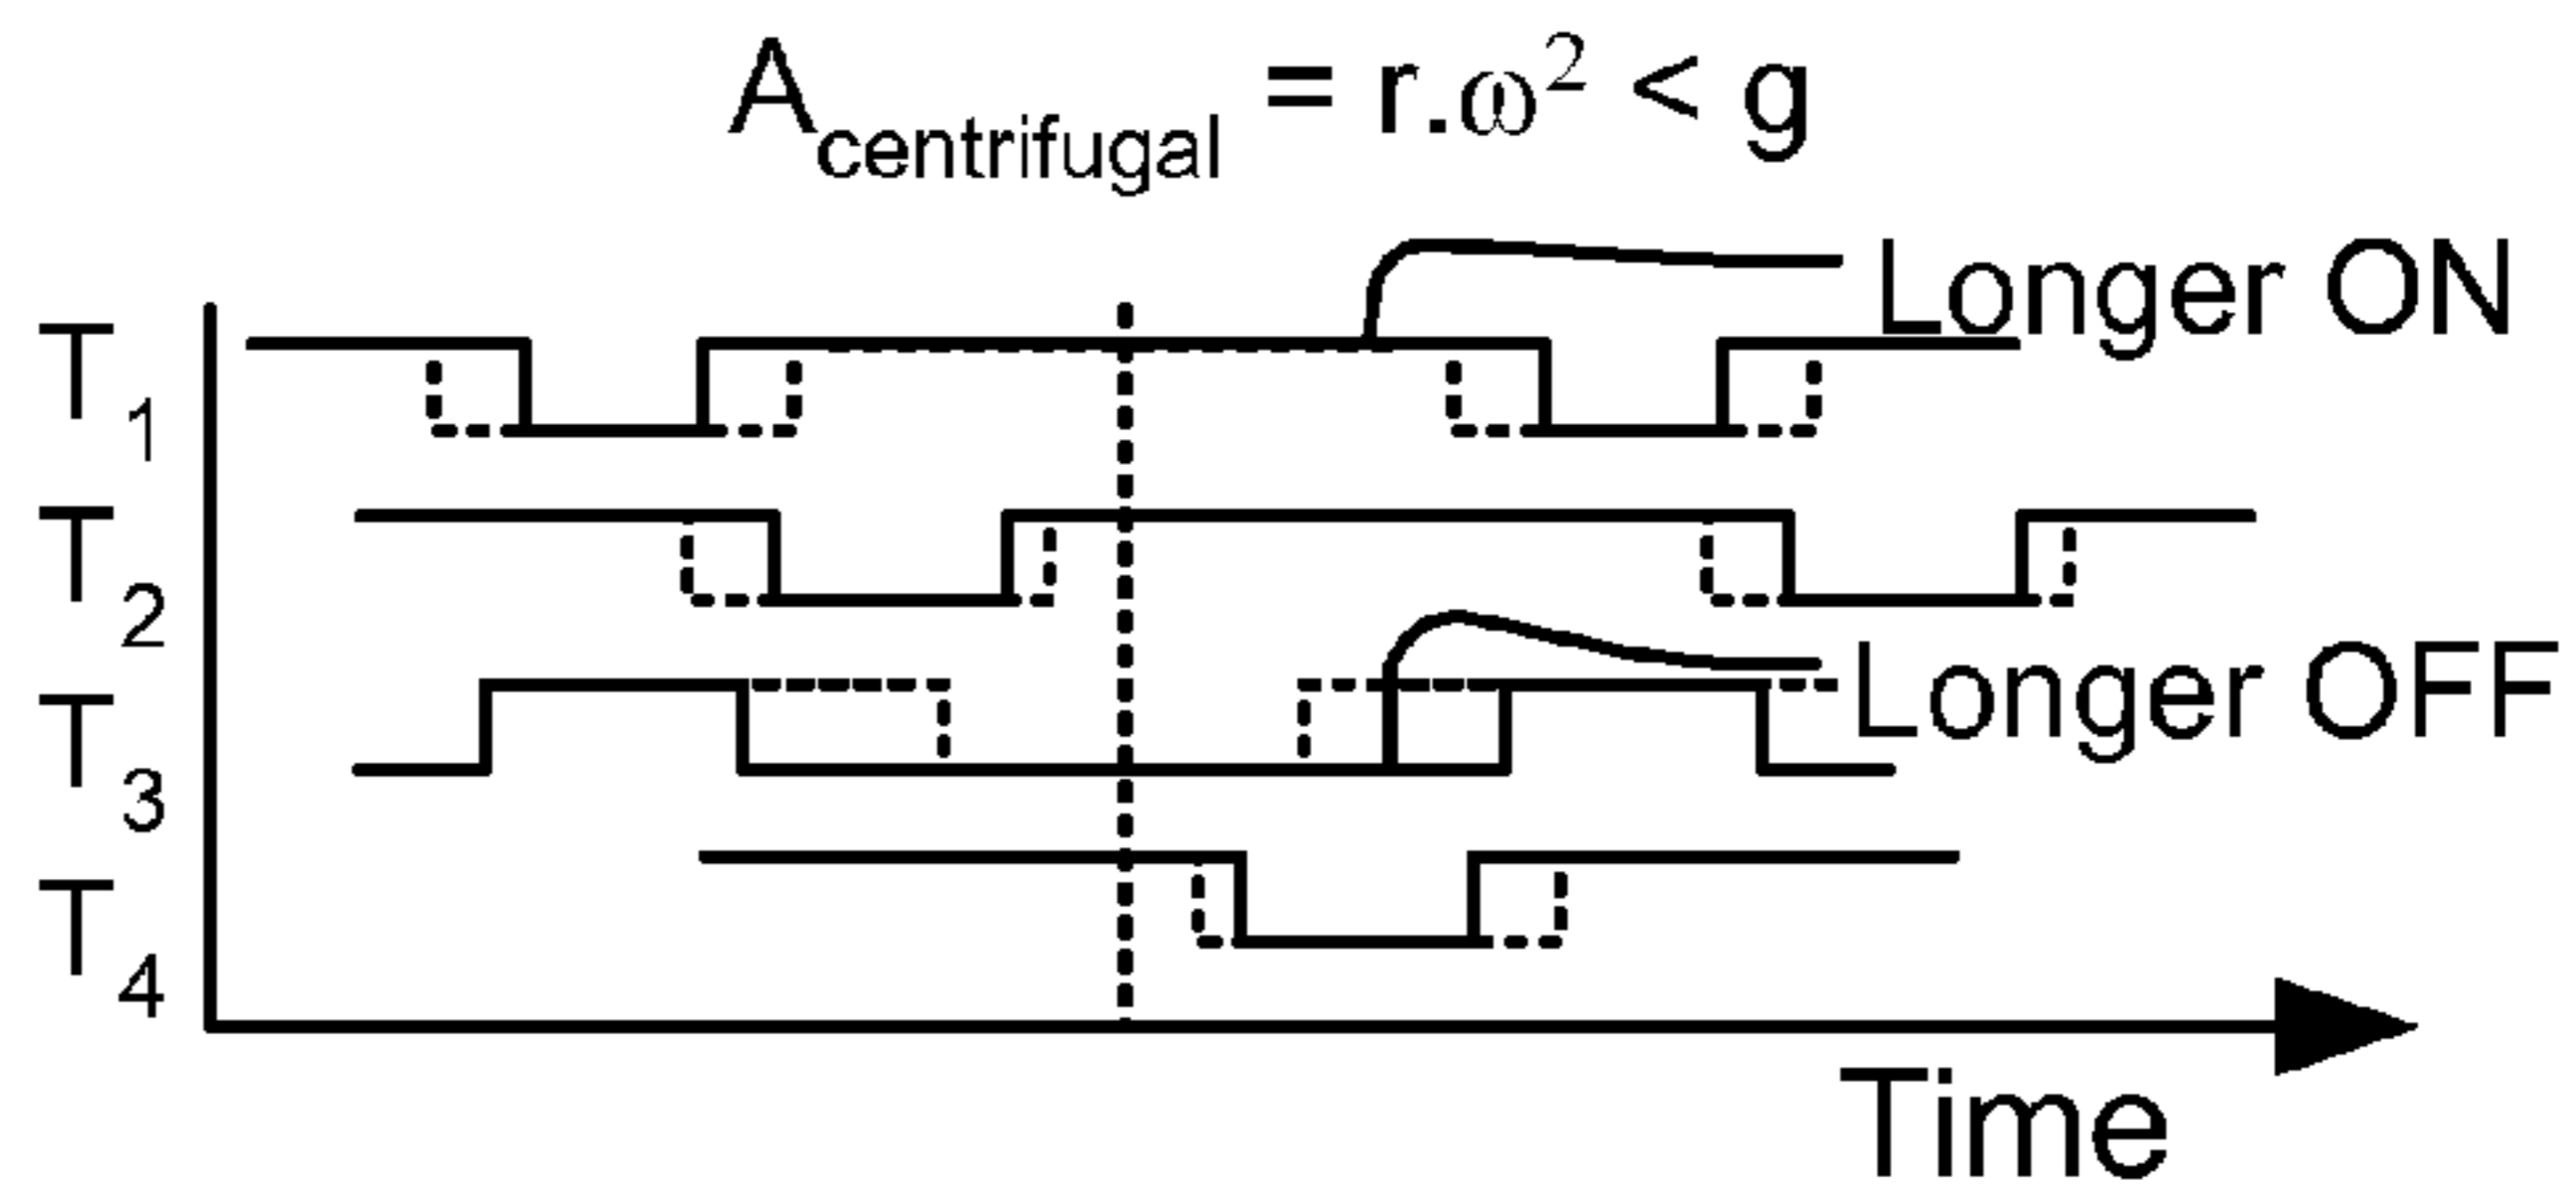 A_centrifugal = r.ω² < g
Longer ON
T₁
T₂
Longer OFF
T₃
T₄
Time